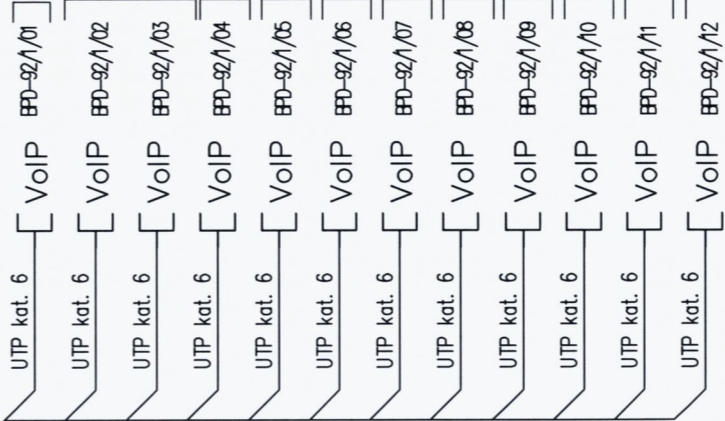 BPD-92/1/01
BPD-92/1/02
BPD-92/1/03
BPD-92/1/04
BPD-92/1/05
BPD-92/1/06
BPD-92/1/07
BPD-92/1/08
BPD-92/1/09
BPD-92/1/10
BPD-92/1/11
BPD-92/1/12
VoIP
VoIP
VoIP
VoIP
VoIP
VoIP
VoIP
VoIP
VoIP
VoIP
VoIP
VoIP
UTP kat. 6
UTP kat. 6
UTP kat. 6
UTP kat. 6
UTP kat. 6
UTP kat. 6
UTP kat. 6
UTP kat. 6
UTP kat. 6
UTP kat. 6
UTP kat. 6
UTP kat. 6